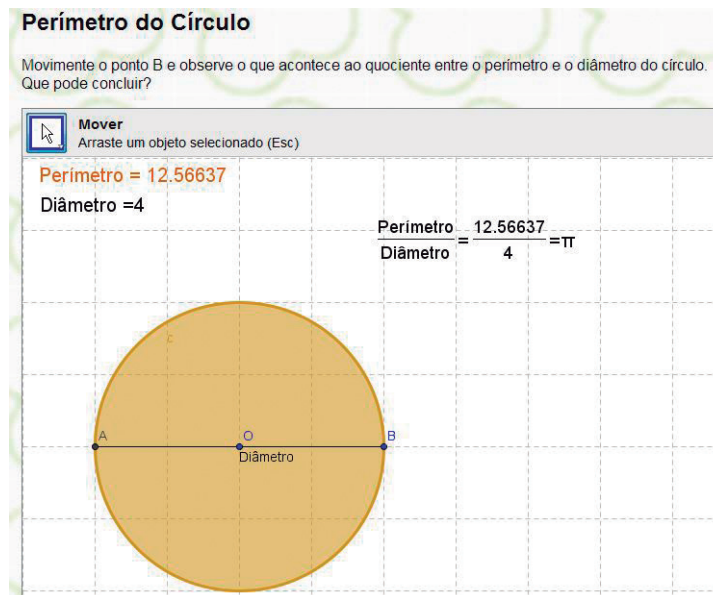 Perímetro do Círculo
Movimente o ponto B e observe o que acontece ao quociente entre o perímetro e o diâmetro do círculo.
Que pode concluir?
Mover
Arraste um objeto selecionado (Esc)
Perímetro = 12.56637
Diâmetro =4
Perímetro/Diâmetro = 12.56637/4 =π
c
A
O
B
Diâmetro